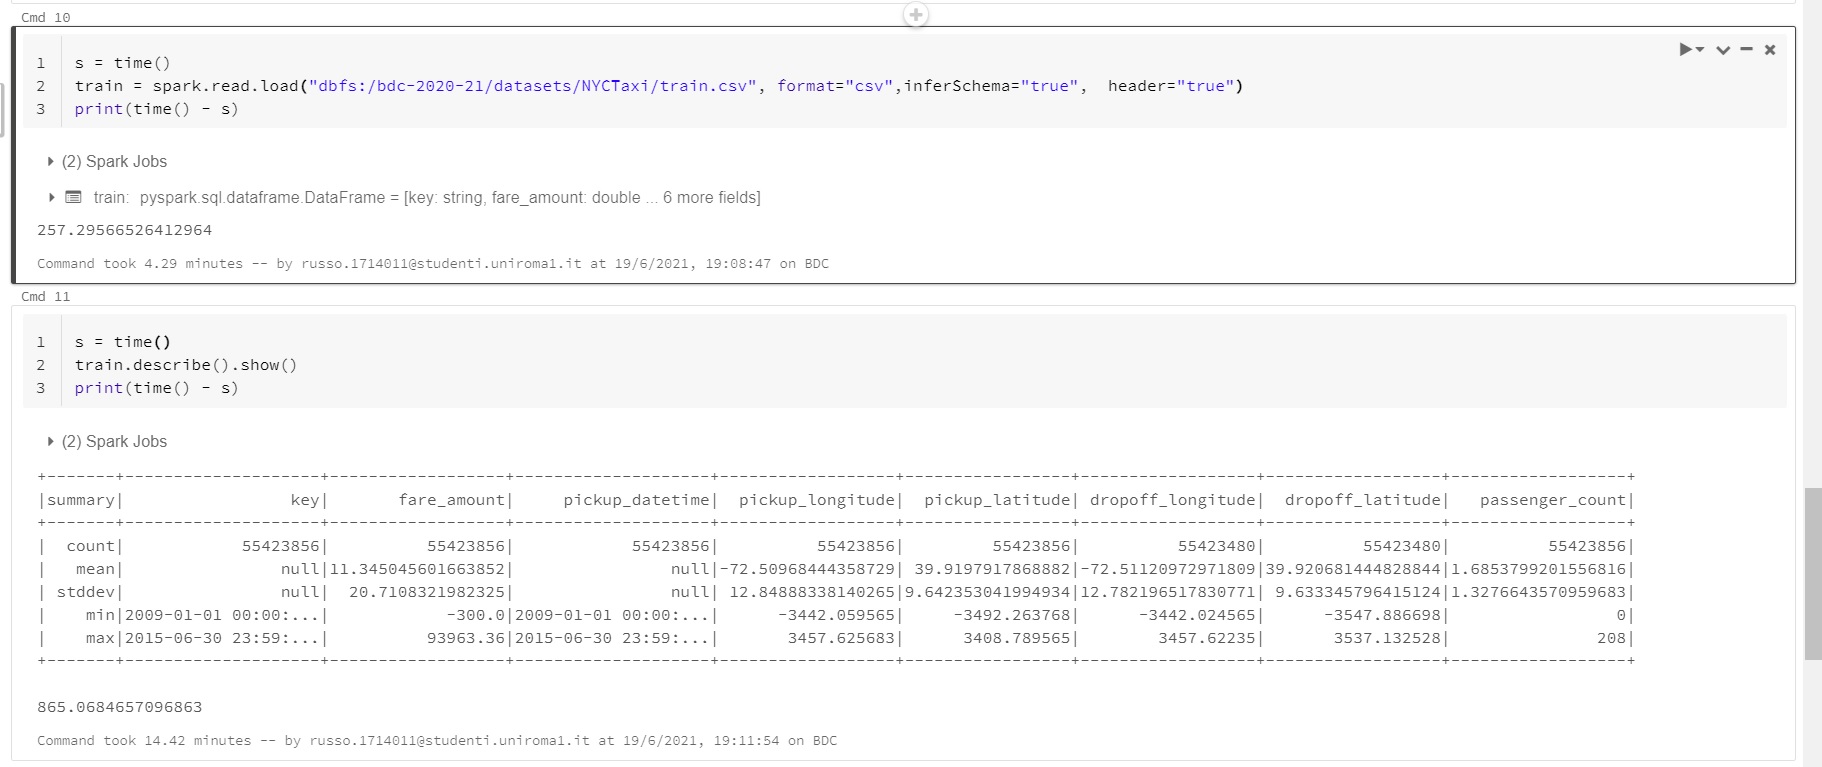 Cmd 10
1 s = time()
2 train = spark.read.load("dbfs:/bdc-2020-21/datasets/NYCTaxi/train.csv", format="csv",inferSchema="true",  header="true")
3 print(time() - s)
(2) Spark Jobs
train: pyspark.sql.dataframe.DataFrame = [key: string, fare_amount: double ... 6 more fields]
257.29566526412964
Command took 4.29 minutes -- by russo.1714011@studenti.uniroma1.it at 19/6/2021, 19:08:47 on BDC
Cmd 11
1 s = time()
2 train.describe().show()
3 print(time() - s)
(2) Spark Jobs
+-------+--------------------+------------------+--------------------+------------------+------------------+------------------+------------------+------------------+
|summary|                 key|       fare_amount|     pickup_datetime|  pickup_longitude|   pickup_latitude| dropoff_longitude|  dropoff_latitude|   passenger_count|
+-------+--------------------+------------------+--------------------+------------------+------------------+------------------+------------------+------------------+
|  count|            55423856|          55423856|            55423856|          55423856|          55423856|          55423480|          55423480|          55423856|
|   mean|                null|11.345045601663852|                null|-72.50968444358729| 39.9197917868882|-72.51120972971809|39.920681444828844|1.6853799201556816|
| stddev|                null|  20.7108321982325|                null| 12.84888338140265|9.642353041994934|12.782196517830771| 9.633345796415124|1.3276643570959683|
|    min|2009-01-01 00:00:...|            -300.0|2009-01-01 00:00:...|      -3442.059565|      -3492.263768|      -3442.024565|      -3547.886698|                 0|
|    max|2015-06-30 23:59:...|          93963.36|2015-06-30 23:59:...|       3457.625683|       3408.789565|        3457.62235|       3537.132528|               208|
+-------+--------------------+------------------+--------------------+------------------+------------------+------------------+------------------+------------------+
865.0684657096863
Command took 14.42 minutes -- by russo.1714011@studenti.uniroma1.it at 19/6/2021, 19:11:54 on BDC